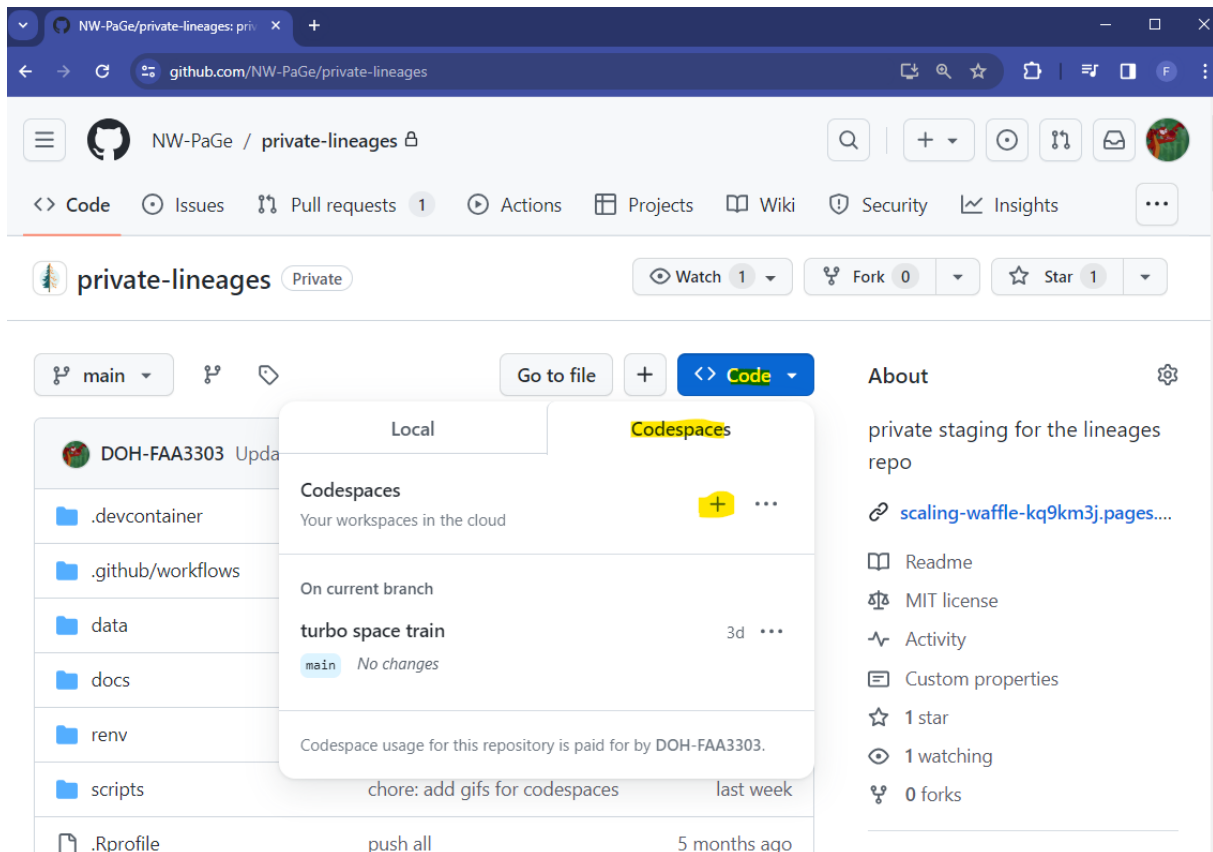 NW-PaGe/private-lineages: priv
github.com/NW-PaGe/private-lineages
F
NW-PaGe / private-lineages
Code Issues Pull requests 1 Actions Projects Wiki Security Insights
private-lineages Private Watch 1 Fork 0 Star 1
main Go to file Code
About
Local Codespaces
private staging for the lineages
repo
DOH-FAA3303 Upda
Codespaces
Your workspaces in the cloud
scaling-waffle-kq9km3j.pages....
.devcontainer
Readme
.github/workflows
MIT license
On current branch
data
turbo space train 3d
Activity
main No changes
docs
Custom properties
renv
1 star
Codespace usage for this repository is paid for by DOH-FAA3303.
1 watching
scripts chore: add gifs for codespaces last week
0 forks
.Rprofile push all 5 months ago